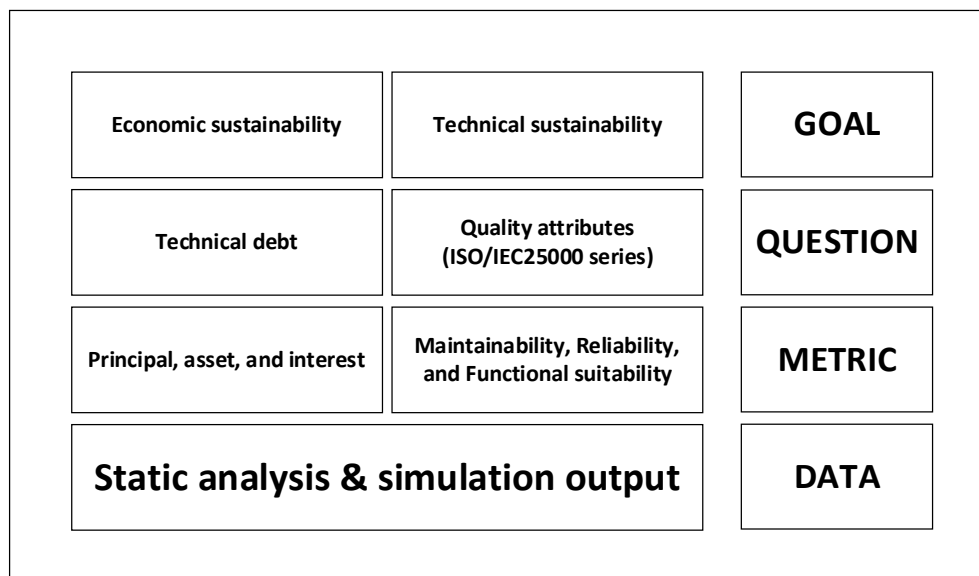 Economic sustainability
Technical sustainability
GOAL
Technical debt
Quality attributes
(ISO/IEC25000 series)
QUESTION
Principal, asset, and interest
Maintainability, Reliability,
and Functional suitability
METRIC
Static analysis & simulation output
DATA